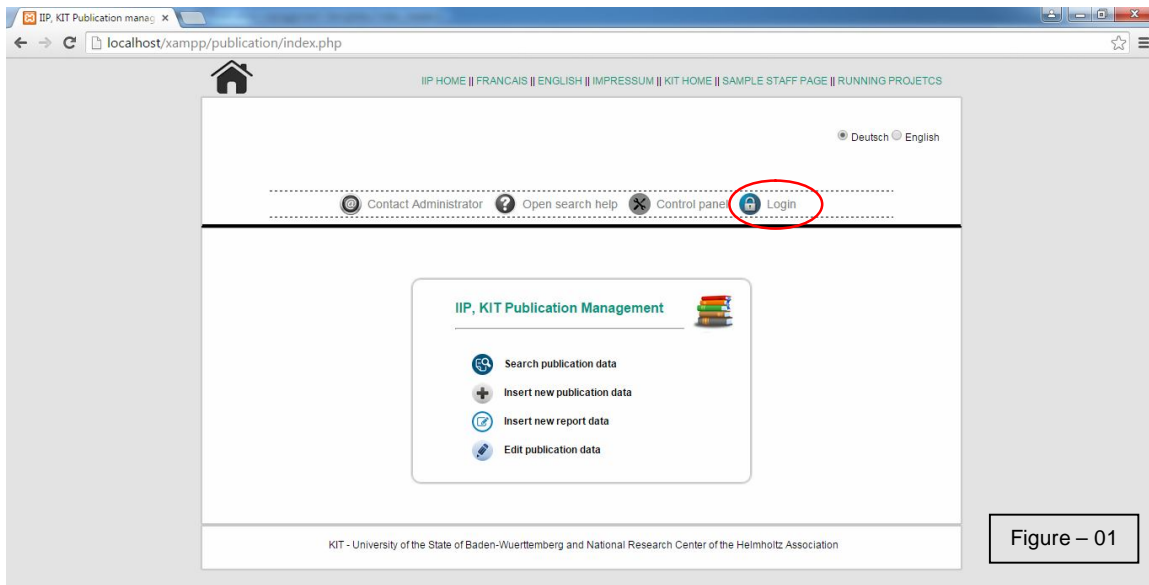 IIP, KIT Publication manag
localhost/xampp/publication/index.php
IIP HOME || FRANCAIS || ENGLISH || IMPRESSUM || KIT HOME || SAMPLE STAFF PAGE || RUNNING PROJETCS
Deutsch English
@ Contact Administrator ? Open search help Control panel Login
IIP, KIT Publication Management
Search publication data
Insert new publication data
Insert new report data
Edit publication data
KIT - University of the State of Baden-Wuerttemberg and National Research Center of the Helmholtz Association
Figure – 01